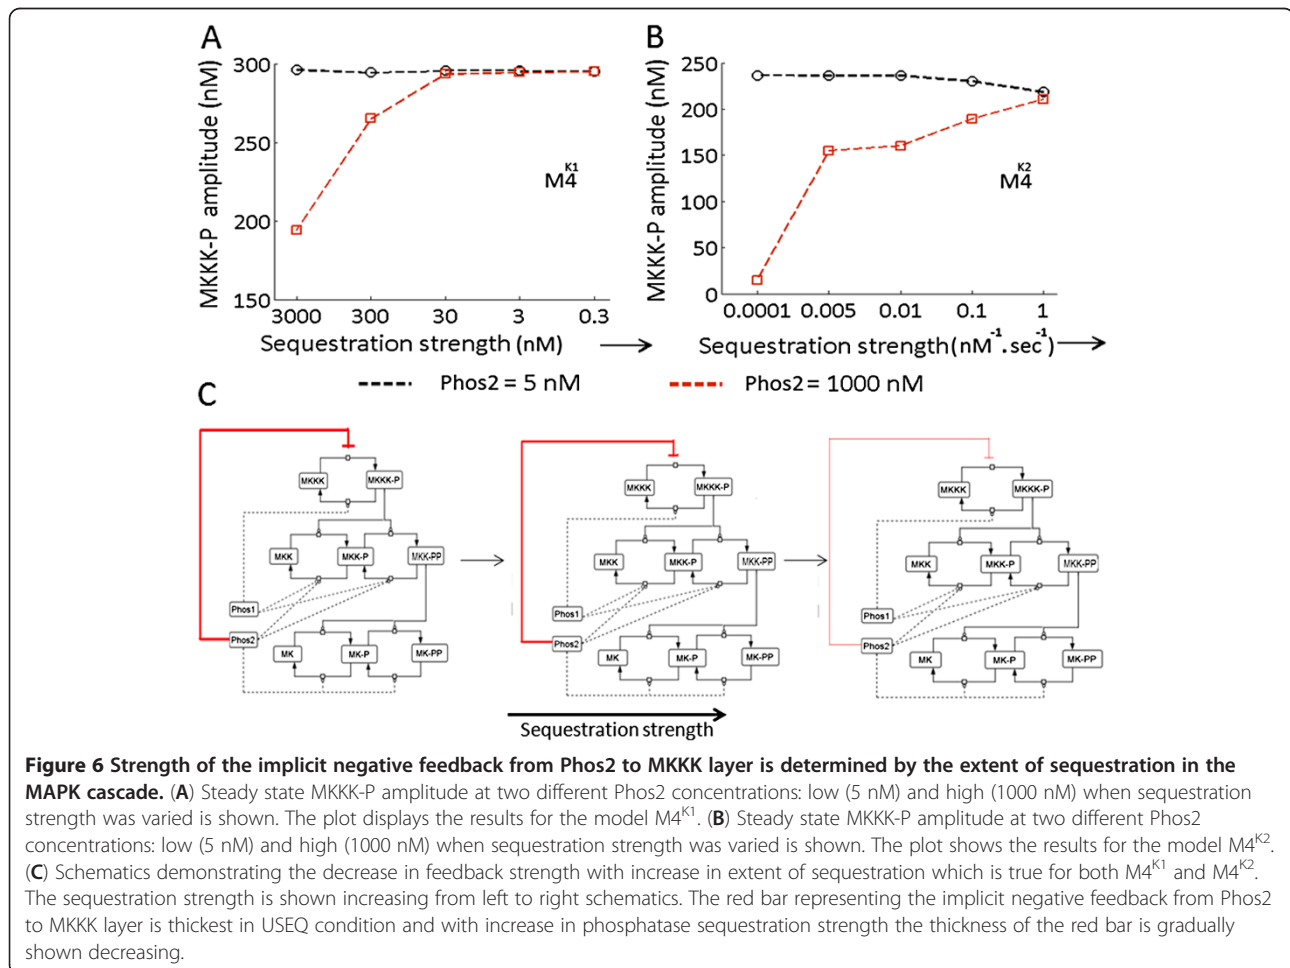 A
B
MKKK-P amplitude (nM)
300
250
200
150
3000 300 30 3 0.3
M4^K1
Sequestration strength (nM)
MKKK-P amplitude (nM)
250
200
150
100
50
0
0.0001 0.005 0.01 0.1 1
M4^K2
Sequestration strength(nM^-1.sec^-1)
Phos2 = 5 nM
Phos2 = 1000 nM
C
MKKK MKKK-P
MKK MKK-P MKK-PP
Phos1
Phos2
MK MK-P MK-PP
MKKK MKKK-P
MKK MKK-P MKK-PP
Phos1
Phos2
MK MK-P MK-PP
MKKK MKKK-P
MKK MKK-P MKK-PP
Phos1
Phos2
MK MK-P MK-PP
Sequestration strength
Figure 6 Strength of the implicit negative feedback from Phos2 to MKKK layer is determined by the extent of sequestration in the
MAPK cascade. (A) Steady state MKKK-P amplitude at two different Phos2 concentrations: low (5 nM) and high (1000 nM) when sequestration
strength was varied is shown. The plot displays the results for the model M4^K1. (B) Steady state MKKK-P amplitude at two different Phos2
concentrations: low (5 nM) and high (1000 nM) when sequestration strength was varied is shown. The plot shows the results for the model M4^K2.
(C) Schematics demonstrating the decrease in feedback strength with increase in extent of sequestration which is true for both M4^K1 and M4^K2.
The sequestration strength is shown increasing from left to right schematics. The red bar representing the implicit negative feedback from Phos2
to MKKK layer is thickest in USEQ condition and with increase in phosphatase sequestration strength the thickness of the red bar is gradually
shown decreasing.